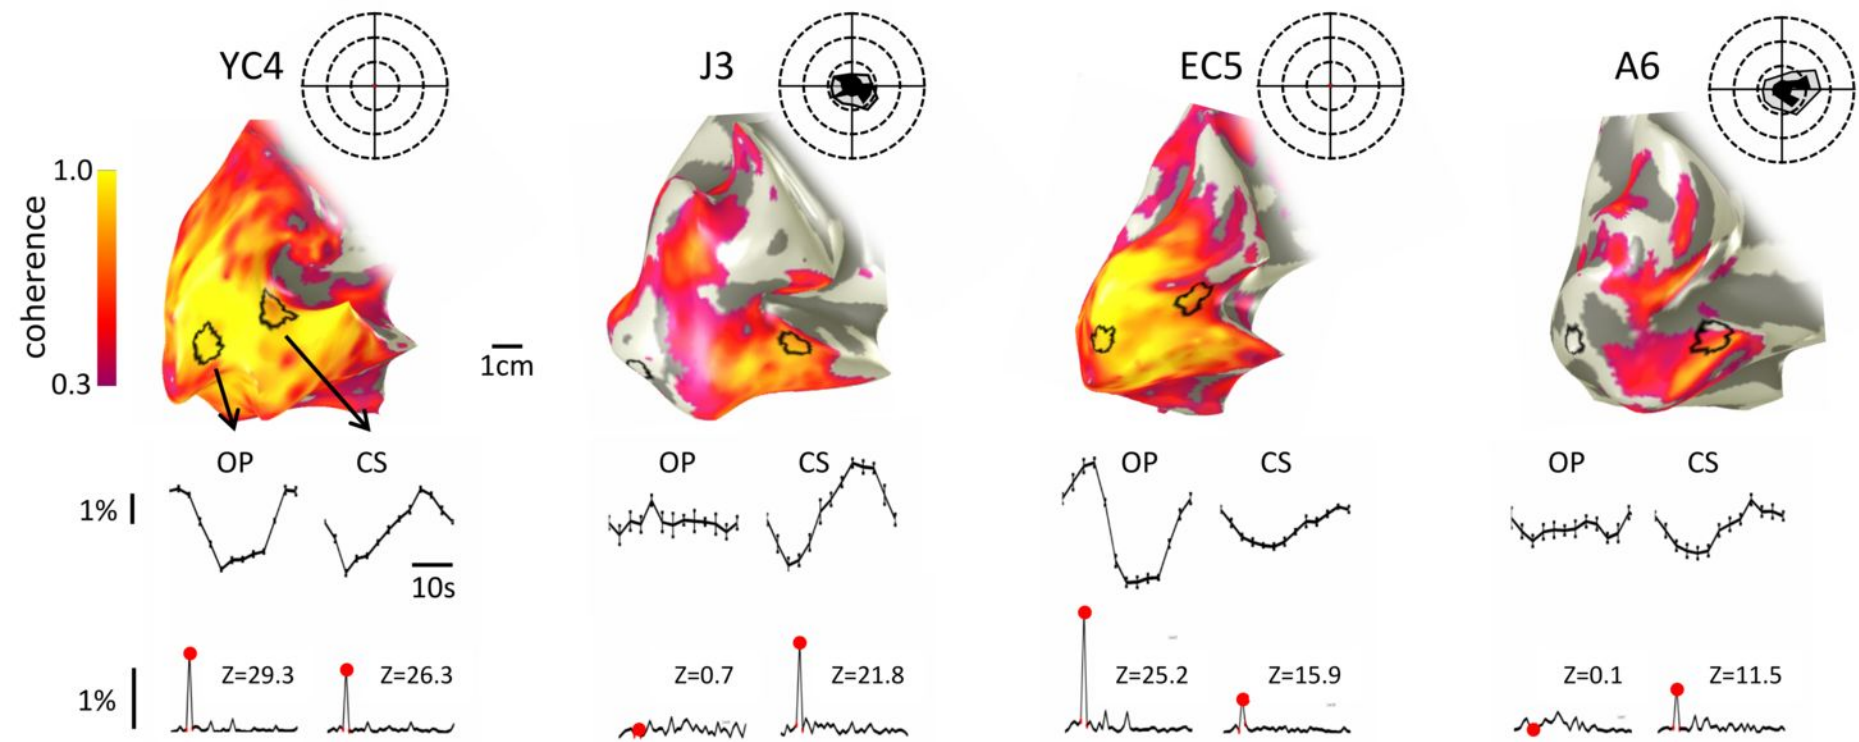 YC4
J3
EC5
A6
1.0
coherence
0.3
1cm
OP CS
OP CS
OP CS
OP CS
1%
10s
1%
Z=29.3 Z=26.3
Z=0.7 Z=21.8
Z=25.2 Z=15.9
Z=0.1 Z=11.5